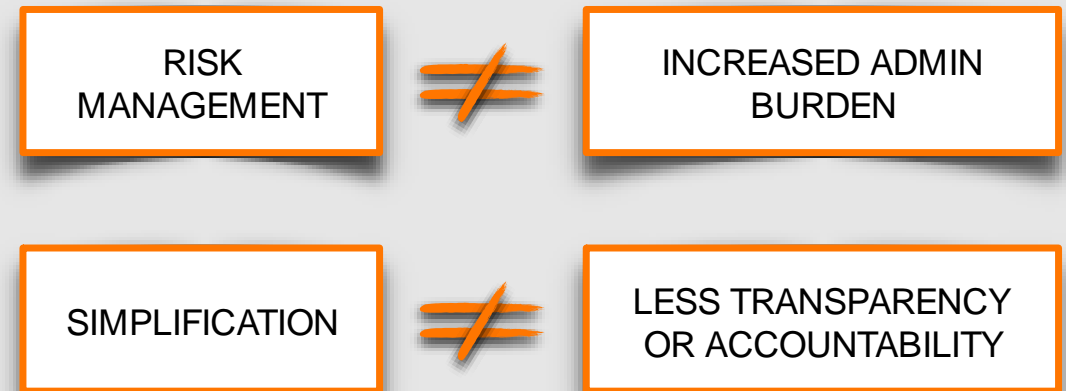 RISK
MANAGEMENT
≠
INCREASED ADMIN
BURDEN
SIMPLIFICATION
≠
LESS TRANSPARENCY
OR ACCOUNTABILITY